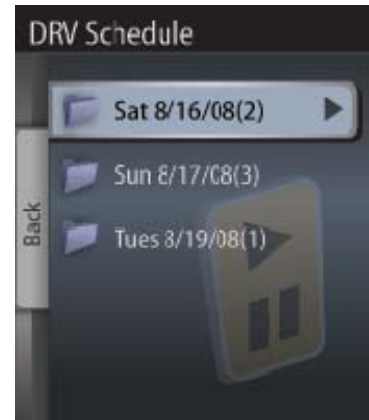 DRV Schedule
Sat 8/16/08(2)
Sun 8/17/08(3)
Back
Tues 8/19/08(1)